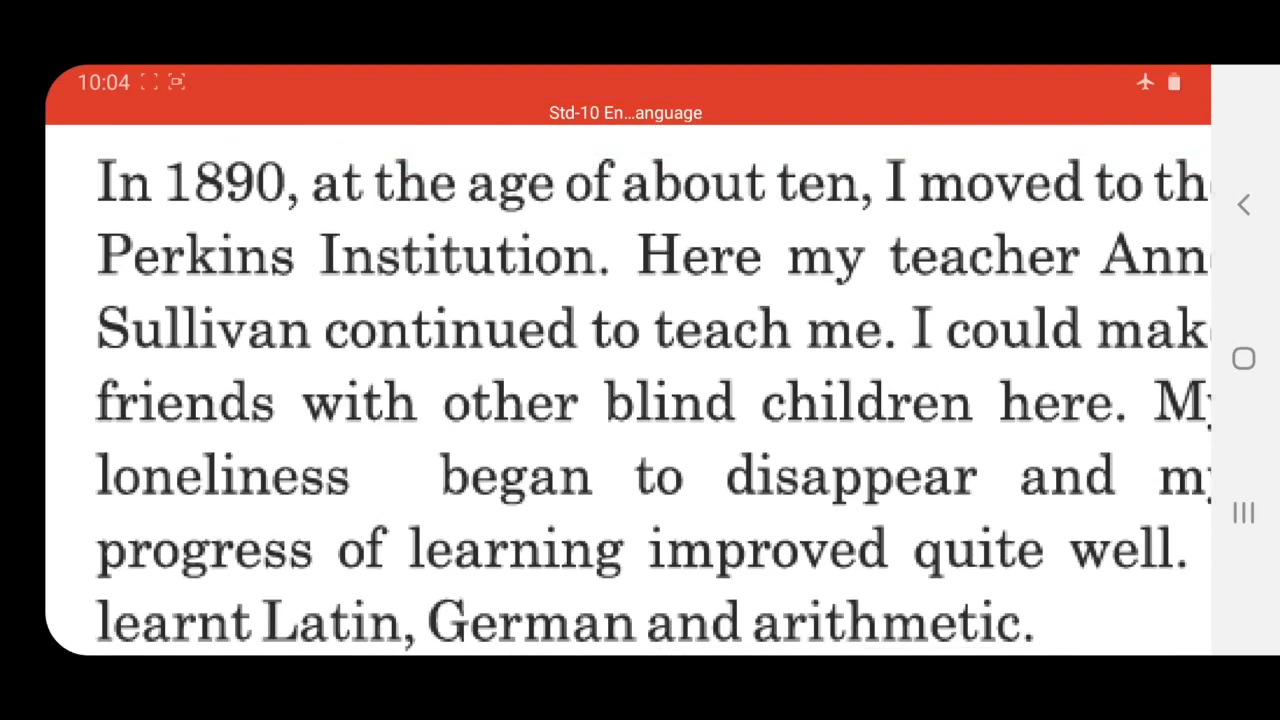 10:04
Std-10 En...anguage
In 1890, at the age of about ten, I moved to th
Perkins Institution. Here my teacher Ann
Sullivan continued to teach me. I could mak
friends with other blind children here. My
loneliness began to disappear and my
progress of learning improved quite well.
learnt Latin, German and arithmetic.